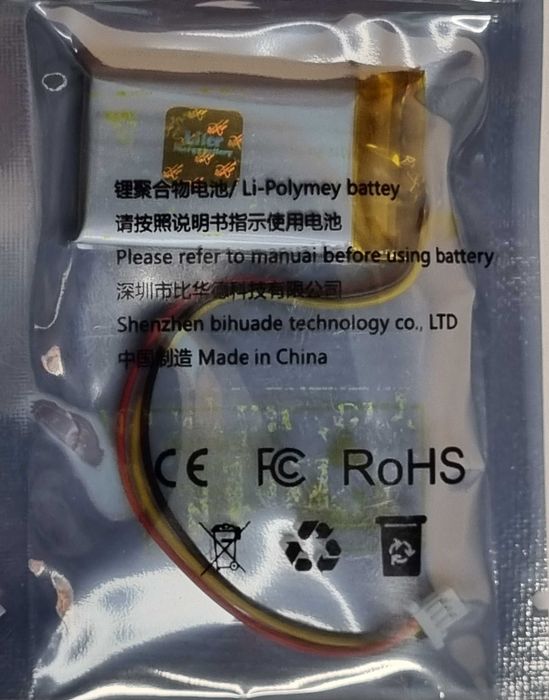 Liter
锂聚合物电池/ Li-Polymey battey
请按照说明书指示使用电池
Please refer to manuai before using battery
深圳市比华德科技有限公司
Shenzhen bihuade technology co., LTD
中国制造 Made in China
CE FC RoHS